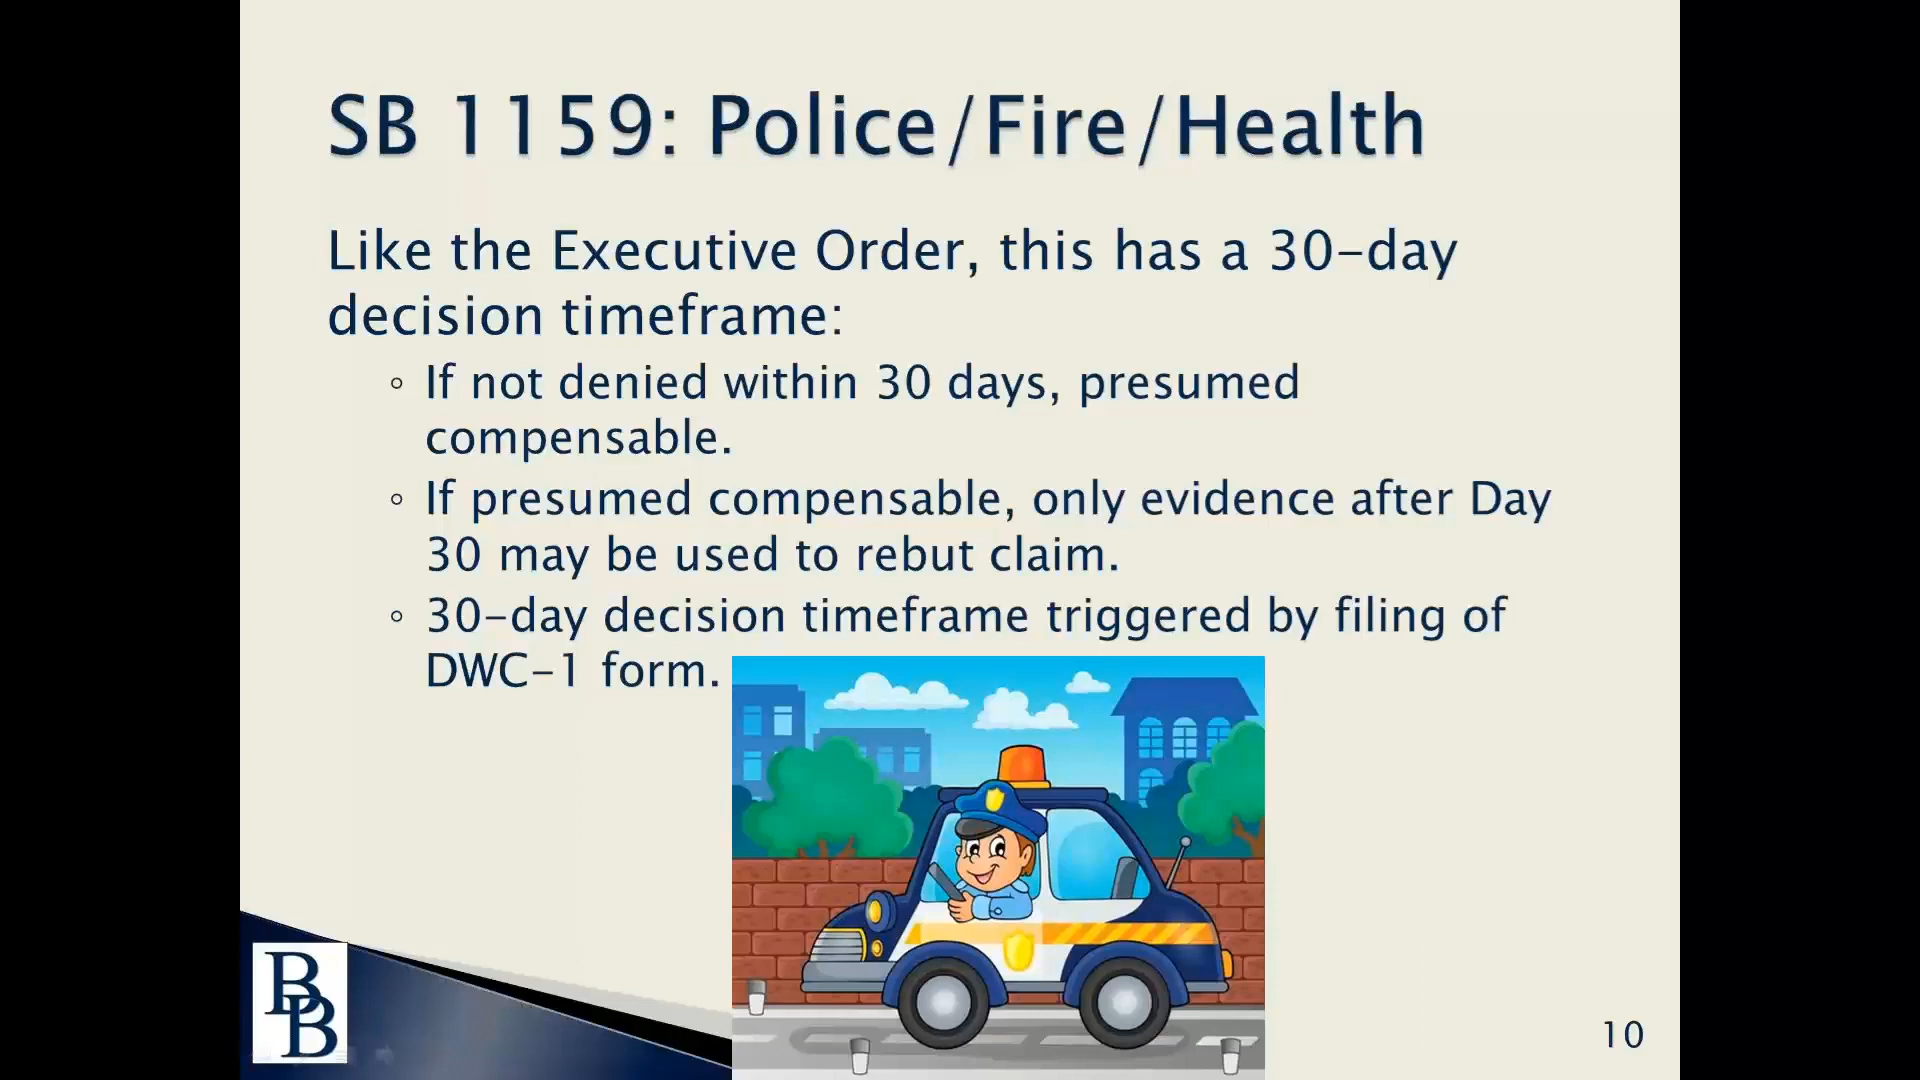 SB 1159: Police/Fire/Health
Like the Executive Order, this has a 30-day
decision timeframe:
◦ If not denied within 30 days, presumed
compensable.
◦ If presumed compensable, only evidence after Day
30 may be used to rebut claim.
◦ 30-day decision timeframe triggered by filing of
DWC-1 form.
BB
10